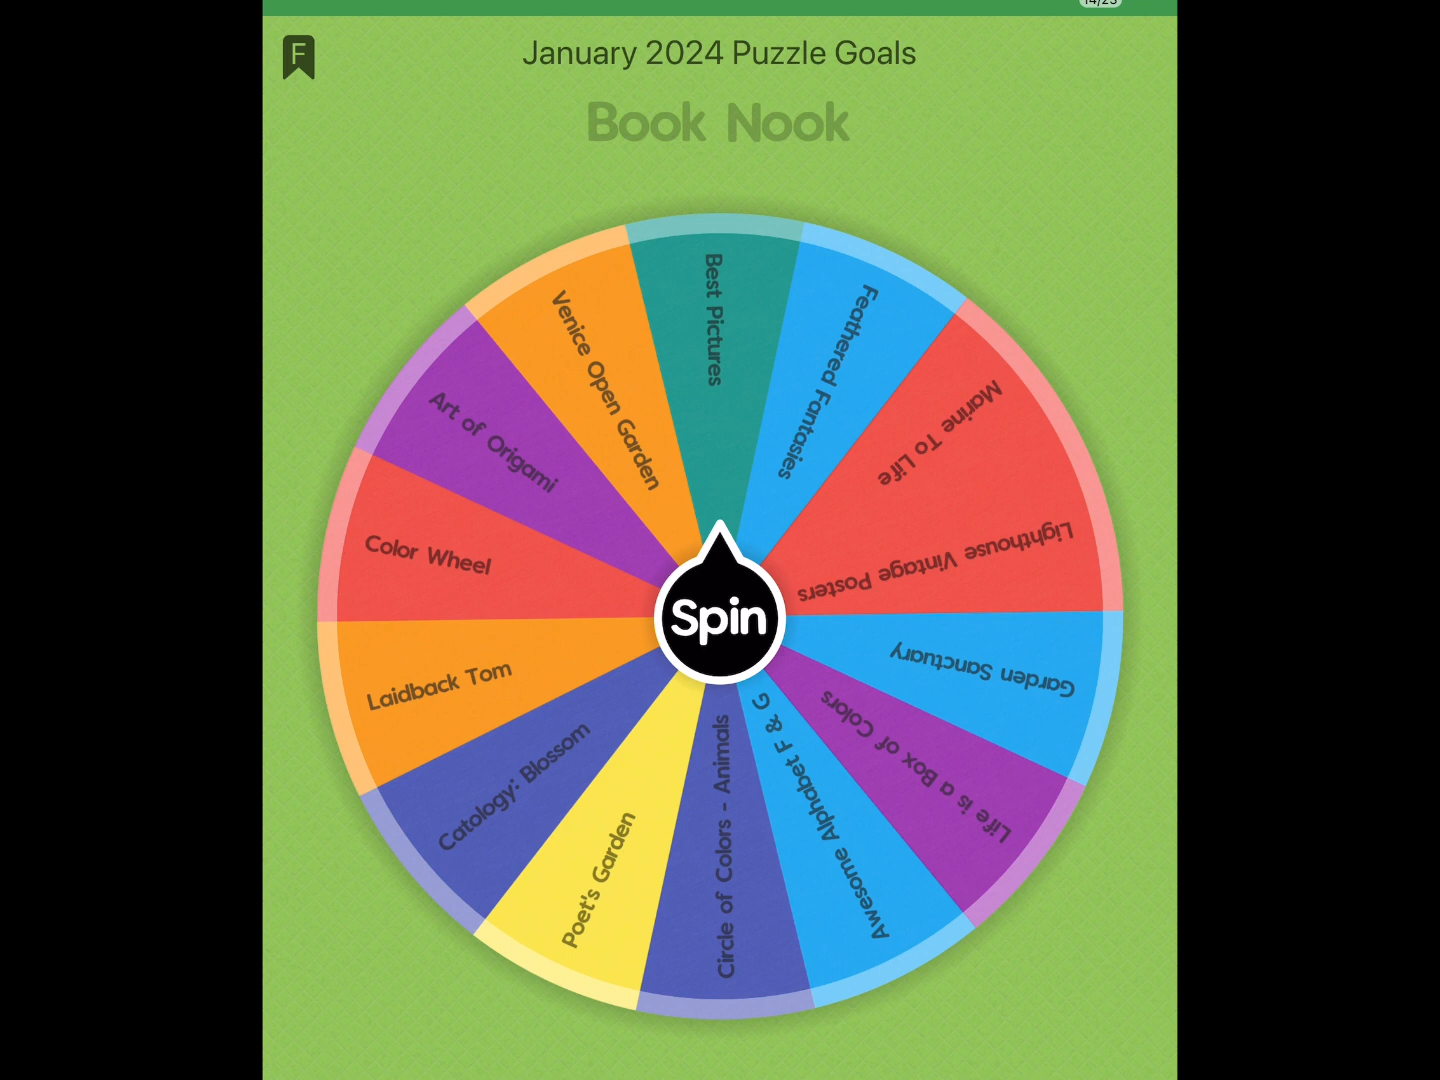 14/25
F
January 2024 Puzzle Goals
Book Nook
Best Pictures
Feathered Fantasies
Marine To Life
Lighthouse Vintage Posters
Garden Sanctuary
Life is a Box of Colors
Awesome Alphabet F & G
Circle of Colors - Animals
Poet's Garden
Catology: Blossom
Laidback Tom
Color Wheel
Art of Origami
Venice Open Garden
Spin